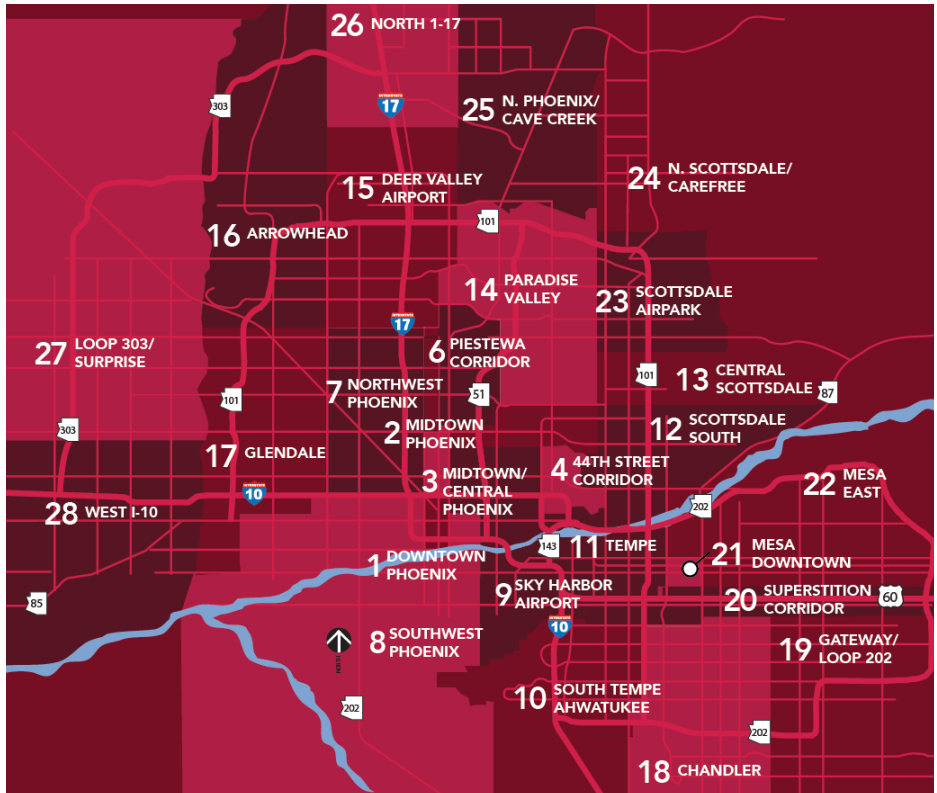 26 NORTH 1-17
303
INTERSTATE
17
25 N. PHOENIX/
CAVE CREEK
24 N. SCOTTSDALE/
CAREFREE
15 DEER VALLEY
AIRPORT
101
16 ARROWHEAD
14 PARADISE
VALLEY
23 SCOTTSDALE
AIRPARK
INTERSTATE
17
27 LOOP 303/
SURPRISE
6 PIESTEWA
CORRIDOR
101
13 CENTRAL
SCOTTSDALE
87
7 NORTHWEST
PHOENIX
51
101
303
2 MIDTOWN
PHOENIX
12 SCOTTSDALE
SOUTH
17 GLENDALE
3 MIDTOWN/
CENTRAL
PHOENIX
4 44TH STREET
CORRIDOR
22 MESA
EAST
INTERSTATE
10
28 WEST I-10
202
143
11 TEMPE
21 MESA
DOWNTOWN
1 DOWNTOWN
PHOENIX
9 SKY HARBOR
AIRPORT
20 SUPERSTITION
CORRIDOR
60
85
INTERSTATE
10
8 SOUTHWEST
PHOENIX
NORTH
19 GATEWAY/
LOOP 202
10 SOUTH TEMPE
AHWATUKEE
202
202
18 CHANDLER